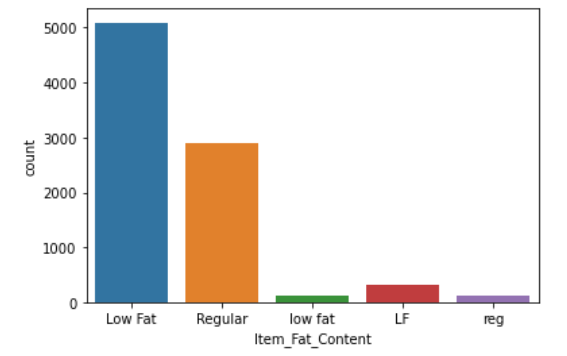 5000
4000
3000
2000
1000
0
count
Low Fat Regular low fat LF reg
Item_Fat_Content